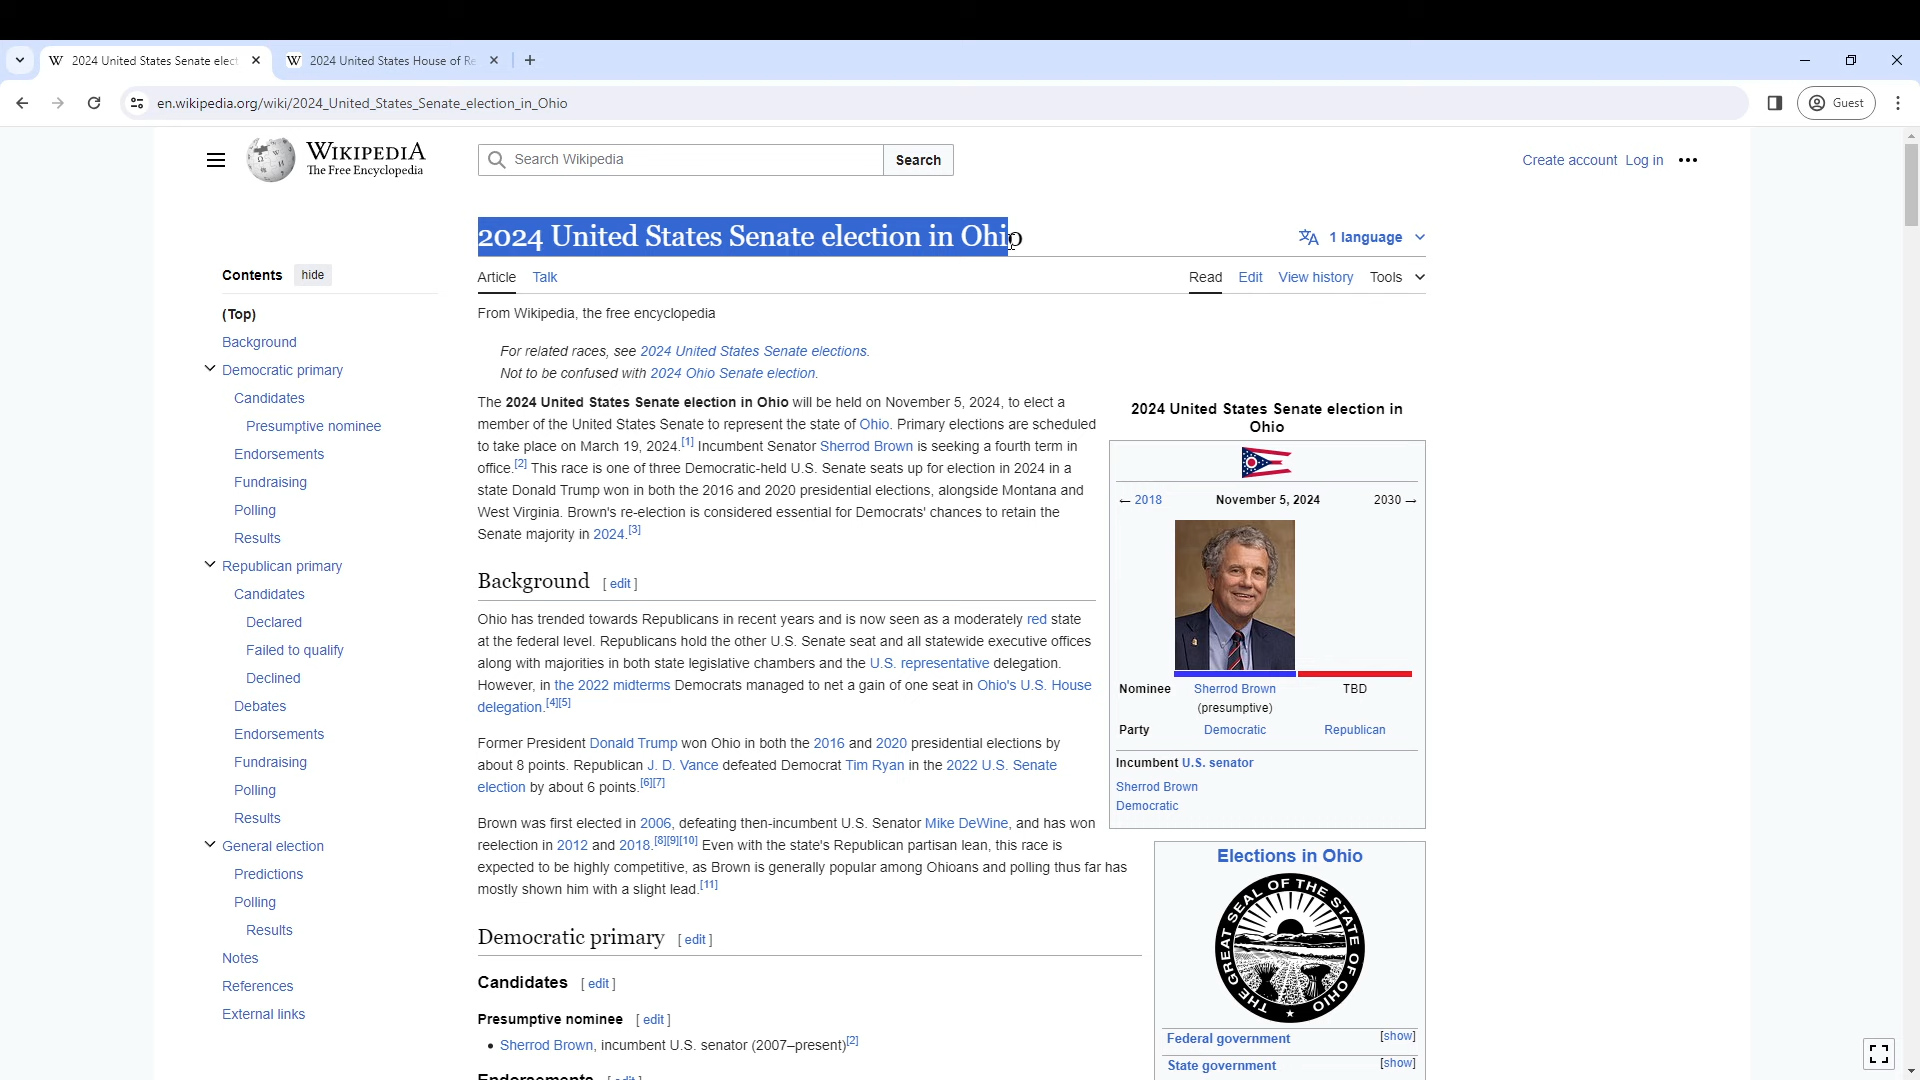 2024 United States Senate elec
2024 United States House of Re
en.wikipedia.org/wiki/2024_United_States_Senate_election_in_Ohio
Guest
WIKIPEDIA
The Free Encyclopedia
Search Wikipedia
Search
Create account Log in
2024 United States Senate election in Ohio
1 language
Contents hide
Article Talk
Read Edit View history Tools
(Top)
Background
Democratic primary
Candidates
Presumptive nominee
Endorsements
Fundraising
Polling
Results
Republican primary
Candidates
Declared
Failed to qualify
Declined
Debates
Endorsements
Fundraising
Polling
Results
General election
Predictions
Polling
Results
Notes
References
External links
From Wikipedia, the free encyclopedia
For related races, see 2024 United States Senate elections.
Not to be confused with 2024 Ohio Senate election.
The 2024 United States Senate election in Ohio will be held on November 5, 2024, to elect a
member of the United States Senate to represent the state of Ohio. Primary elections are scheduled
to take place on March 19, 2024.[1] Incumbent Senator Sherrod Brown is seeking a fourth term in
office.[2] This race is one of three Democratic-held U.S. Senate seats up for election in 2024 in a
state Donald Trump won in both the 2016 and 2020 presidential elections, alongside Montana and
West Virginia. Brown's re-election is considered essential for Democrats' chances to retain the
Senate majority in 2024.[3]
Background [ edit ]
Ohio has trended towards Republicans in recent years and is now seen as a moderately red state
at the federal level. Republicans hold the other U.S. Senate seat and all statewide executive offices
along with majorities in both state legislative chambers and the U.S. representative delegation.
However, in the 2022 midterms Democrats managed to net a gain of one seat in Ohio's U.S. House
delegation.[4][5]
Former President Donald Trump won Ohio in both the 2016 and 2020 presidential elections by
about 8 points. Republican J. D. Vance defeated Democrat Tim Ryan in the 2022 U.S. Senate
election by about 6 points.[6][7]
Brown was first elected in 2006, defeating then-incumbent U.S. Senator Mike DeWine, and has won
reelection in 2012 and 2018.[8][9][10] Even with the state's Republican partisan lean, this race is
expected to be highly competitive, as Brown is generally popular among Ohioans and polling thus far has
mostly shown him with a slight lead.[11]
Democratic primary [ edit ]
Candidates [ edit ]
Presumptive nominee [ edit ]
• Sherrod Brown, incumbent U.S. senator (2007–present)[2]
Endorsements [ edit ]
2024 United States Senate election in
Ohio
← 2018 November 5, 2024 2030 →
Nominee Sherrod Brown TBD
(presumptive)
Party Democratic Republican
Incumbent U.S. senator
Sherrod Brown
Democratic
Elections in Ohio
THE GREAT SEAL OF THE STATE OF OHIO
Federal government [show]
State government [show]